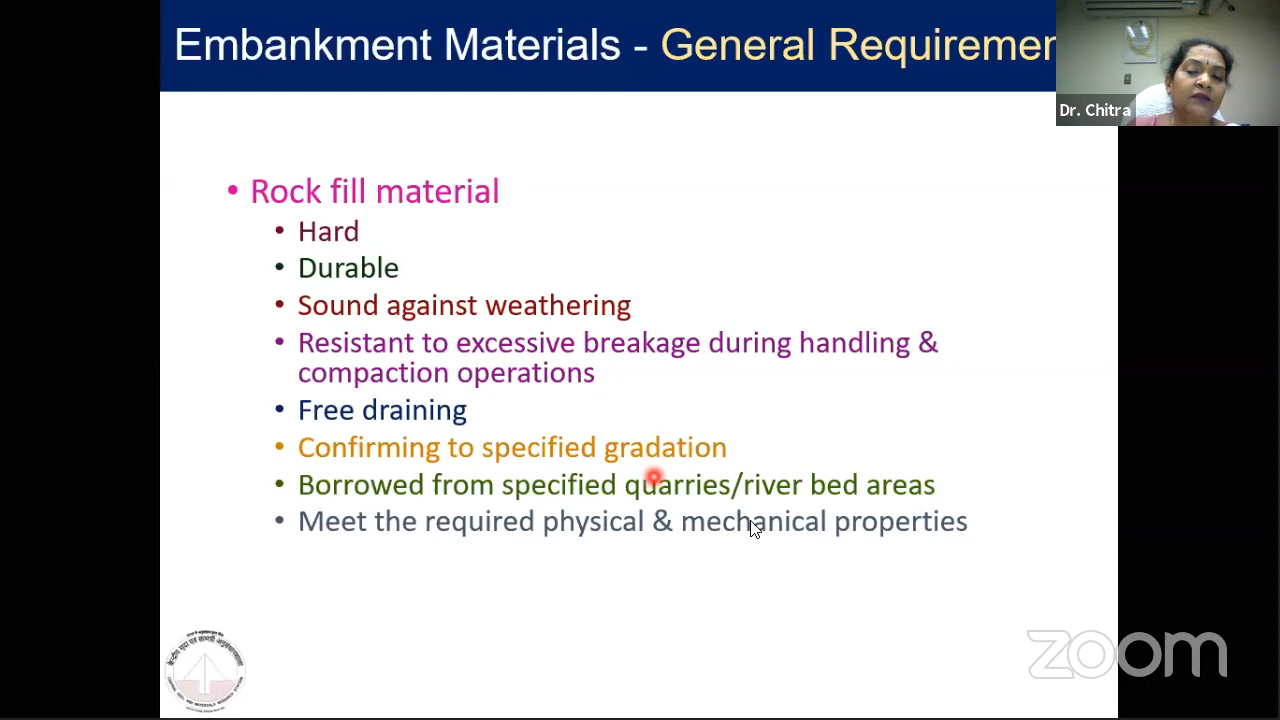 Embankment Materials - General Requiremen
Dr. Chitra
• Rock fill material
• Hard
• Durable
• Sound against weathering
• Resistant to excessive breakage during handling &
compaction operations
• Free draining
• Confirming to specified gradation
• Borrowed from specified quarries/river bed areas
• Meet the required physical & mechanical properties
zoom